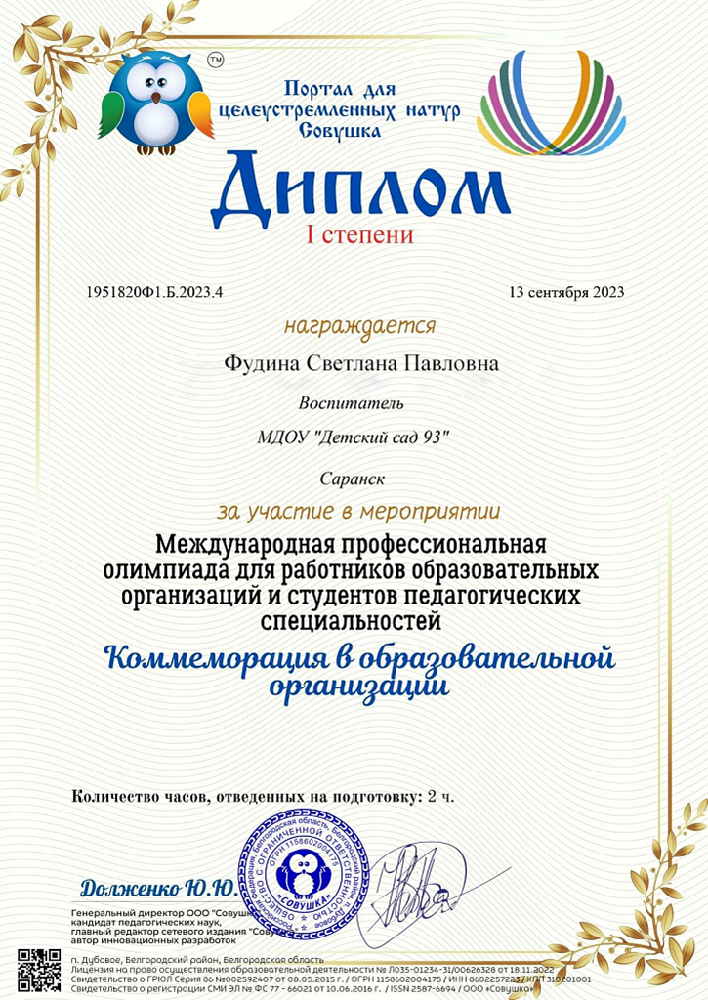 TM
Портал для
целеустремленных натур
Совушка
Диплом
I степени
1951820Ф1.Б.2023.4
13 сентября 2023
награждается
Фудина Светлана Павловна
Воспитатель
МДОУ "Детский сад 93"
Саранск
за участие в мероприятии
Международная профессиональная
олимпиада для работников образовательных
организаций и студентов педагогических
специальностей
Коммеморация в образовательной
организации
Количество часов, отведенных на подготовку: 2 ч.
Российская Федерация, Белгородская область, Белгородский район, п. Дубовое
ОБЩЕСТВО С ОГРАНИЧЕННОЙ ОТВЕТСТВЕННОСТЬЮ
ОГРН 1158602004175
"СОВУШКА"
Долженко Ю.Ю.
Генеральный директор ООО "Совушка
кандидат педагогических наук,
главный редактор сетевого издания "Совушка
автор инновационных разработок
п. Дубовое, Белгородский район, Белгородская область
Лицензия на право осуществления образовательной деятельности № Л035-01234-31/00626328 от 18.11.2022
Свидетельство о ГРЮЛ Серия 86 №002592407 от 08.05.2015 г. / ОГРН 1158602004175 / ИНН 8602257223 / КПП 310201001
Свидетельство о регистрации СМИ ЭЛ № ФС 77 - 66021 от 10.06.2016 г. / ISSN 2587-6694 / ООО «Совушка»